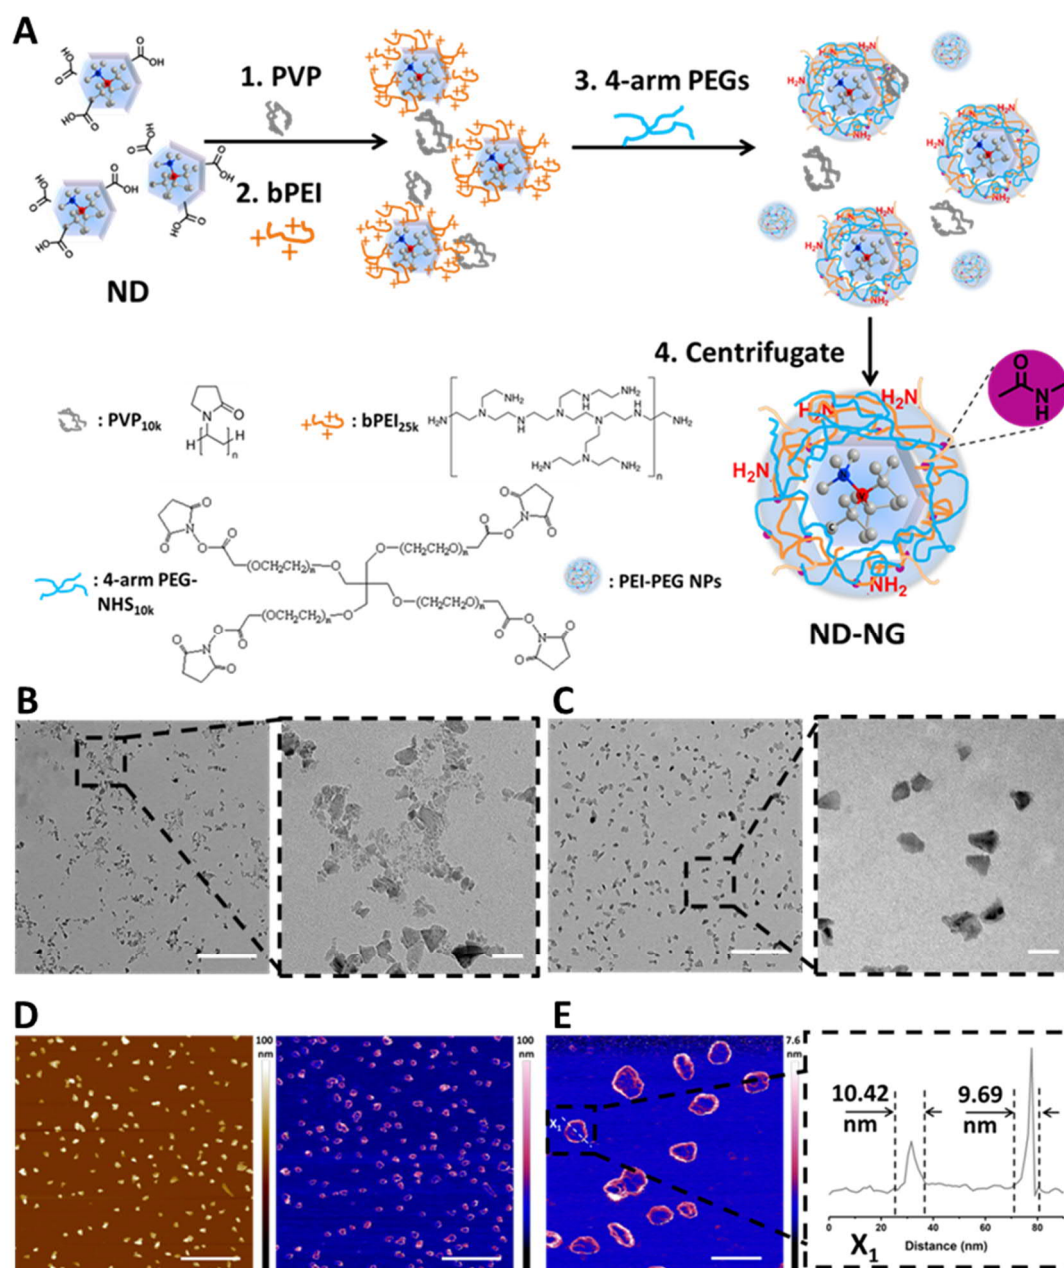 A
1. PVP
2. bPEI
3. 4-arm PEGs
ND
4. Centrifugate
: PVP10k
: bPEI25k
: 4-arm PEG-
NHS10k
: PEI-PEG NPs
ND-NG
H2N
H2N
H2N
NH2
B
C
D
100
nm
100
nm
E
7.6
nm
X1
10.42
nm
9.69
nm
0 20 40 60 80
X1
Distance (nm)